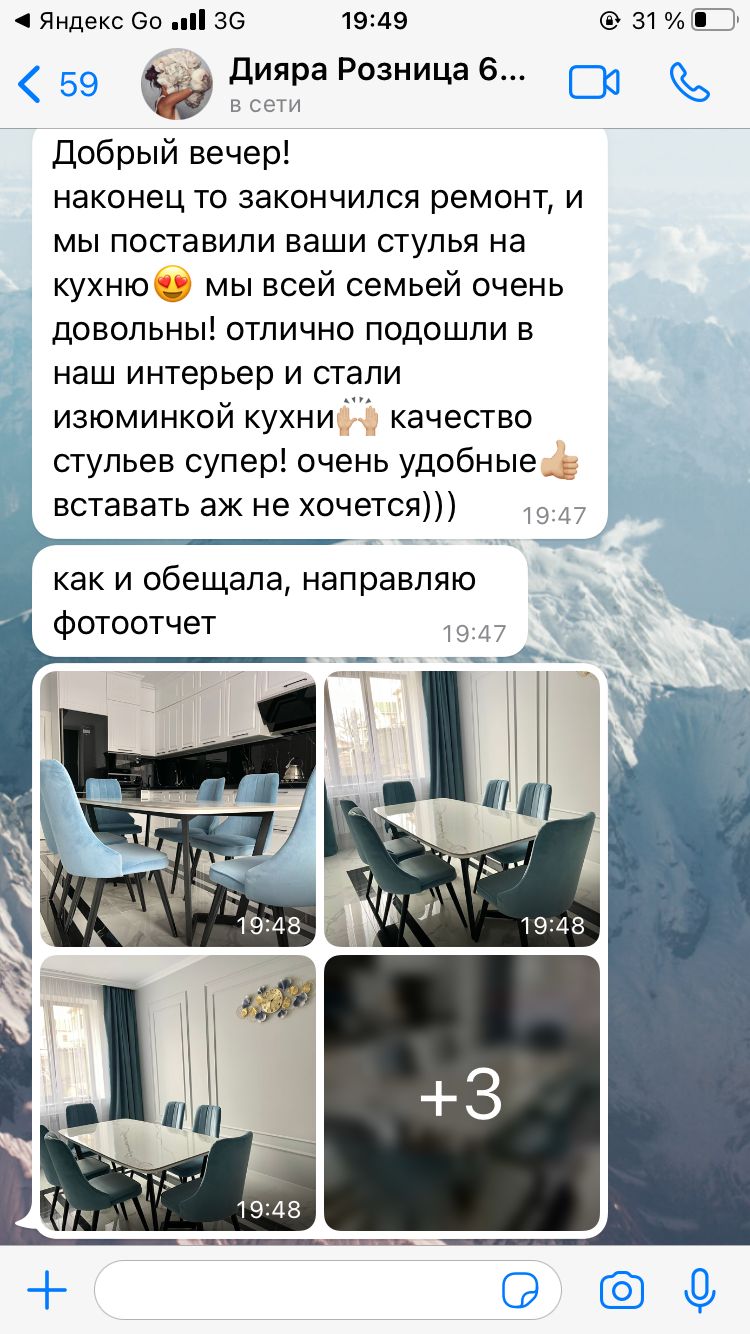 Яндекс Go 3G 19:49 31 %
59 Дияра Розница 6...
в сети
Добрый вечер!
наконец то закончился ремонт, и
мы поставили ваши стулья на
кухню😍 мы всей семьей очень
довольны! отлично подошли в
наш интерьер и стали
изюминкой кухни🙌🏼 качество
стульев супер! очень удобные👍🏼
вставать аж не хочется)))
19:47
как и обещала, направляю
фотоотчет
19:47
19:48
19:48
19:48
+3